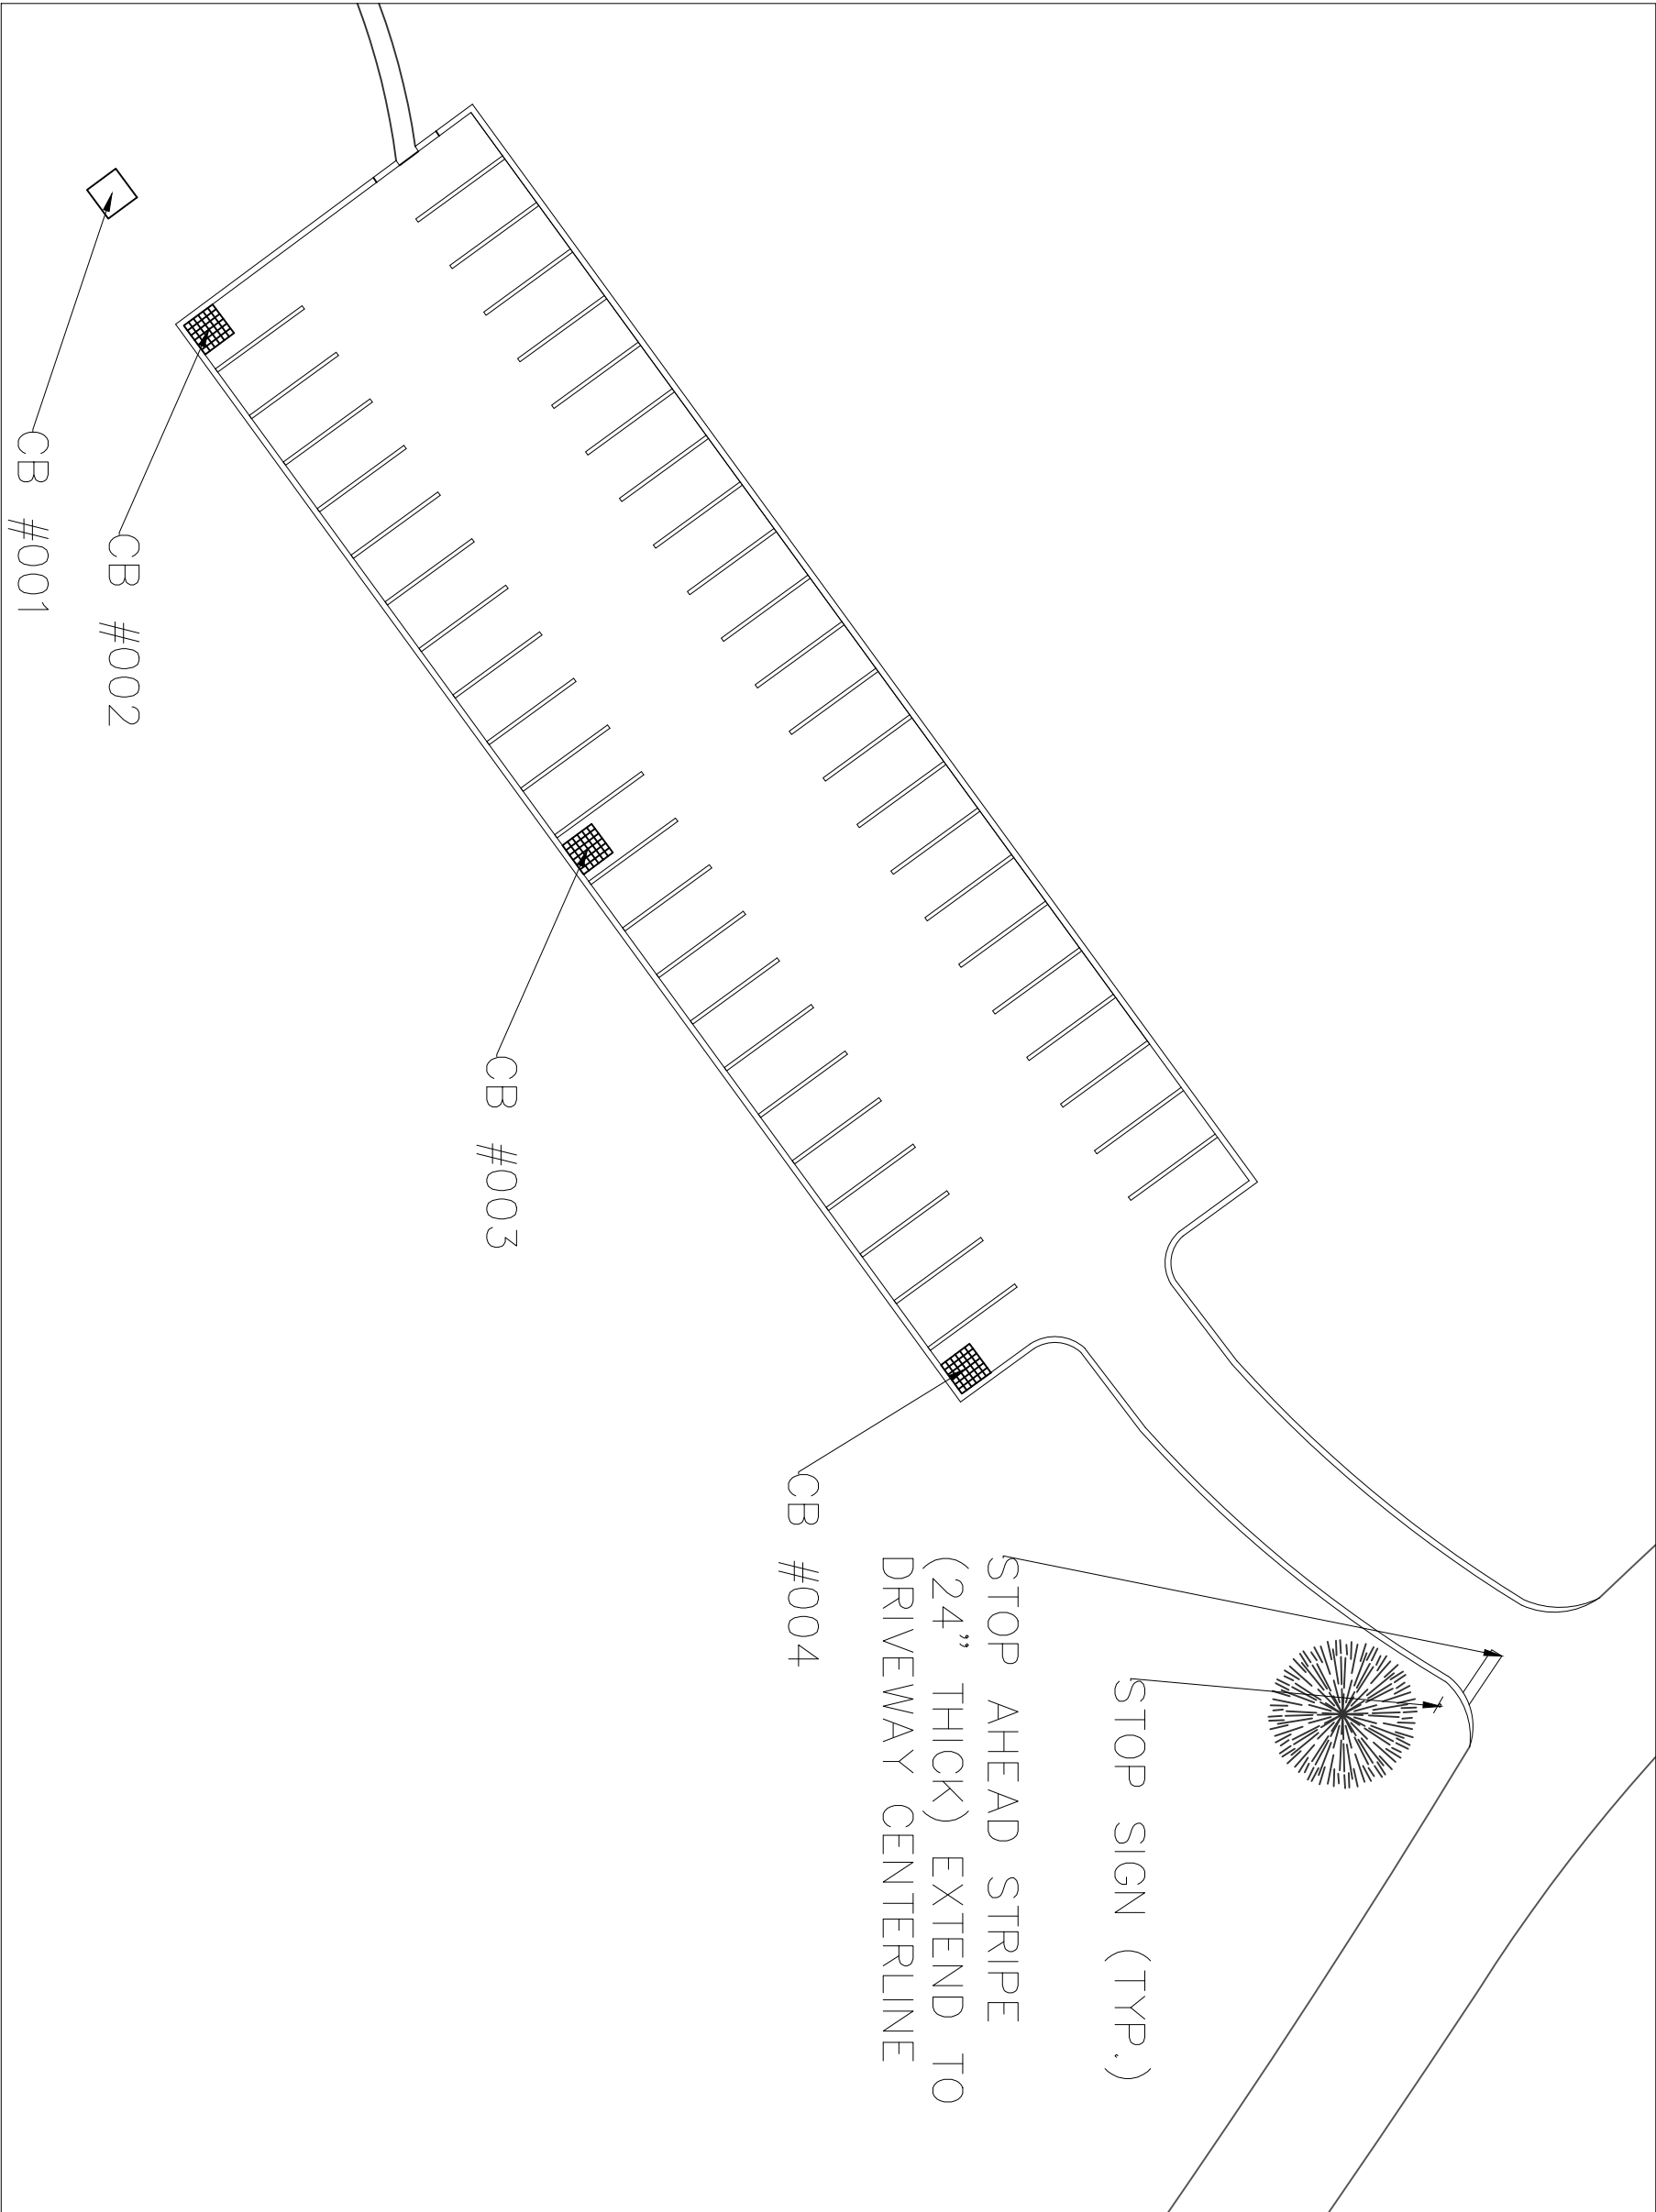 STOP SIGN (TYP.)
STOP AHEAD STRIPE
(24" THICK) EXTEND TO
DRIVEWAY CENTERLINE
CB #004
CB #003
CB #002
CB #001